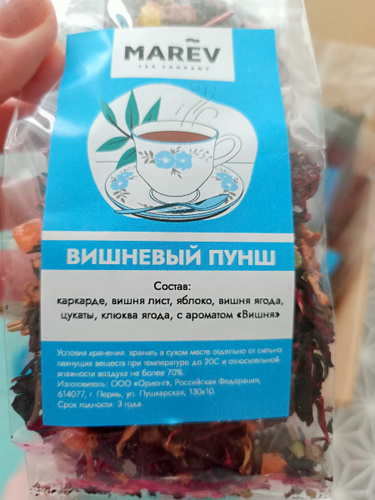 MARĒV
TEA COMPANY
ВИШНЕВЫЙ ПУНШ
Состав:
каркарде, вишня лист, яблоко, вишня ягода,
цукаты, клюква ягода, с ароматом «Вишня»
Условия хранения: хранить в сухом месте отдельно от сильно
пахнущих веществ при температуре до 20С и относительной
влажности воздуха не более 70%.
Изготовитель: ООО «Ориент», Российская Федерация,
614077, г. Пермь, ул. Пушкарская, 130к10.
Срок годности: 3 года